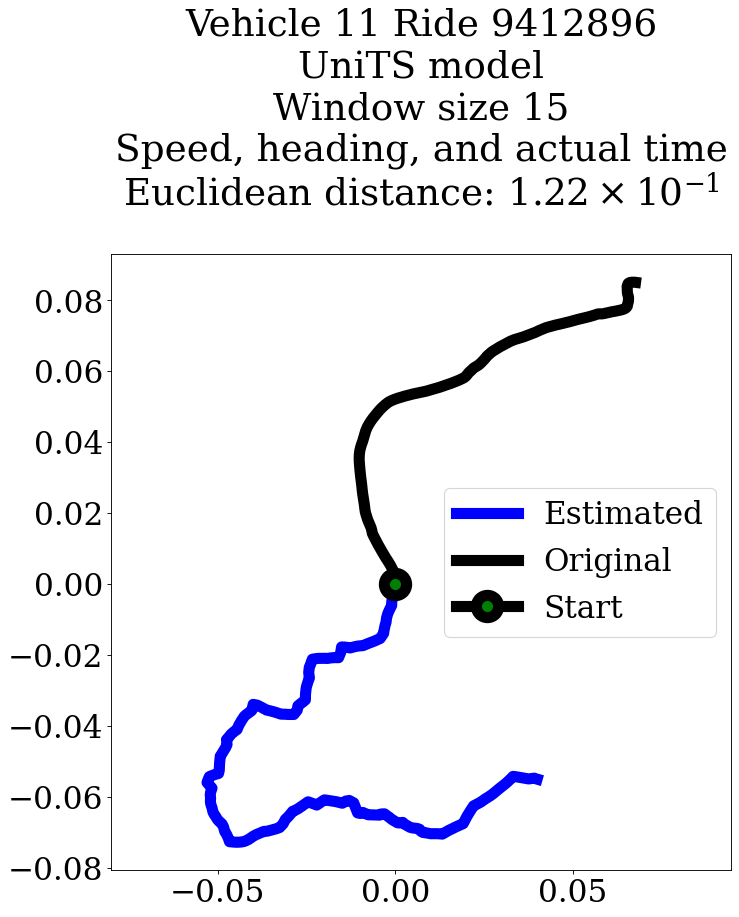 Vehicle 11 Ride 9412896
UniTS model
Window size 15
Speed, heading, and actual time
Euclidean distance: 1.22 × 10⁻¹
0.08
0.06
0.04
0.02
0.00
−0.02
−0.04
−0.06
−0.08
−0.05
0.00
0.05
Estimated
Original
Start